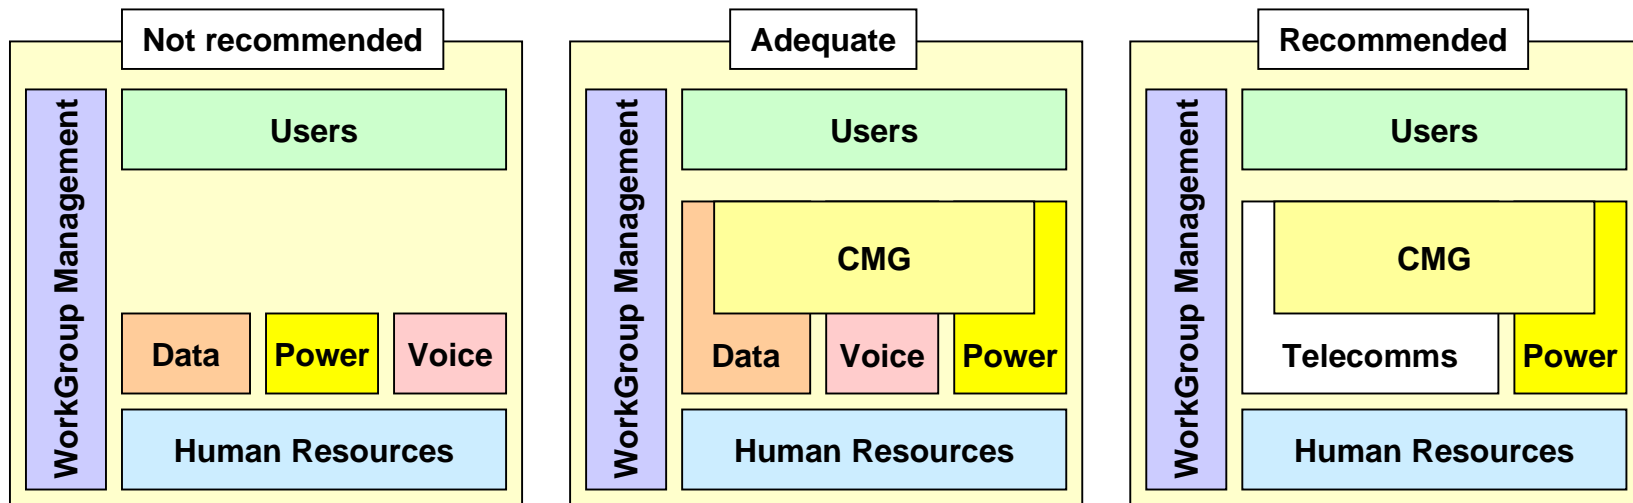 Not recommended
WorkGroup Management
Users
Data
Power
Voice
Human Resources
Adequate
WorkGroup Management
Users
CMG
Data
Voice
Power
Human Resources
Recommended
WorkGroup Management
Users
CMG
Telecomms
Power
Human Resources